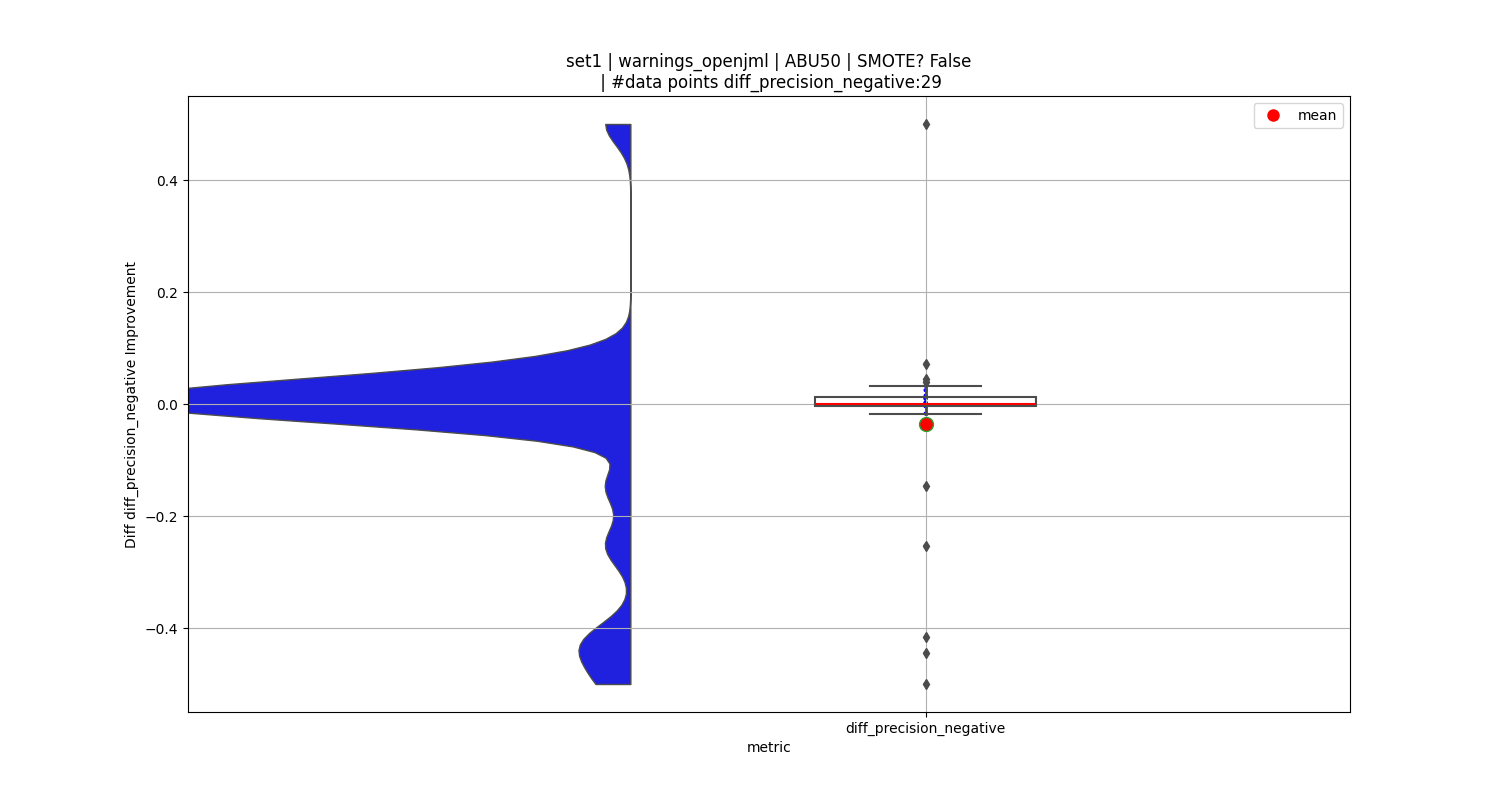 set1 | warnings_openjml | ABU50 | SMOTE? False
| #data points diff_precision_negative:29
mean
0.4
0.2
0.0
−0.2
−0.4
Diff diff_precision_negative Improvement
diff_precision_negative
metric